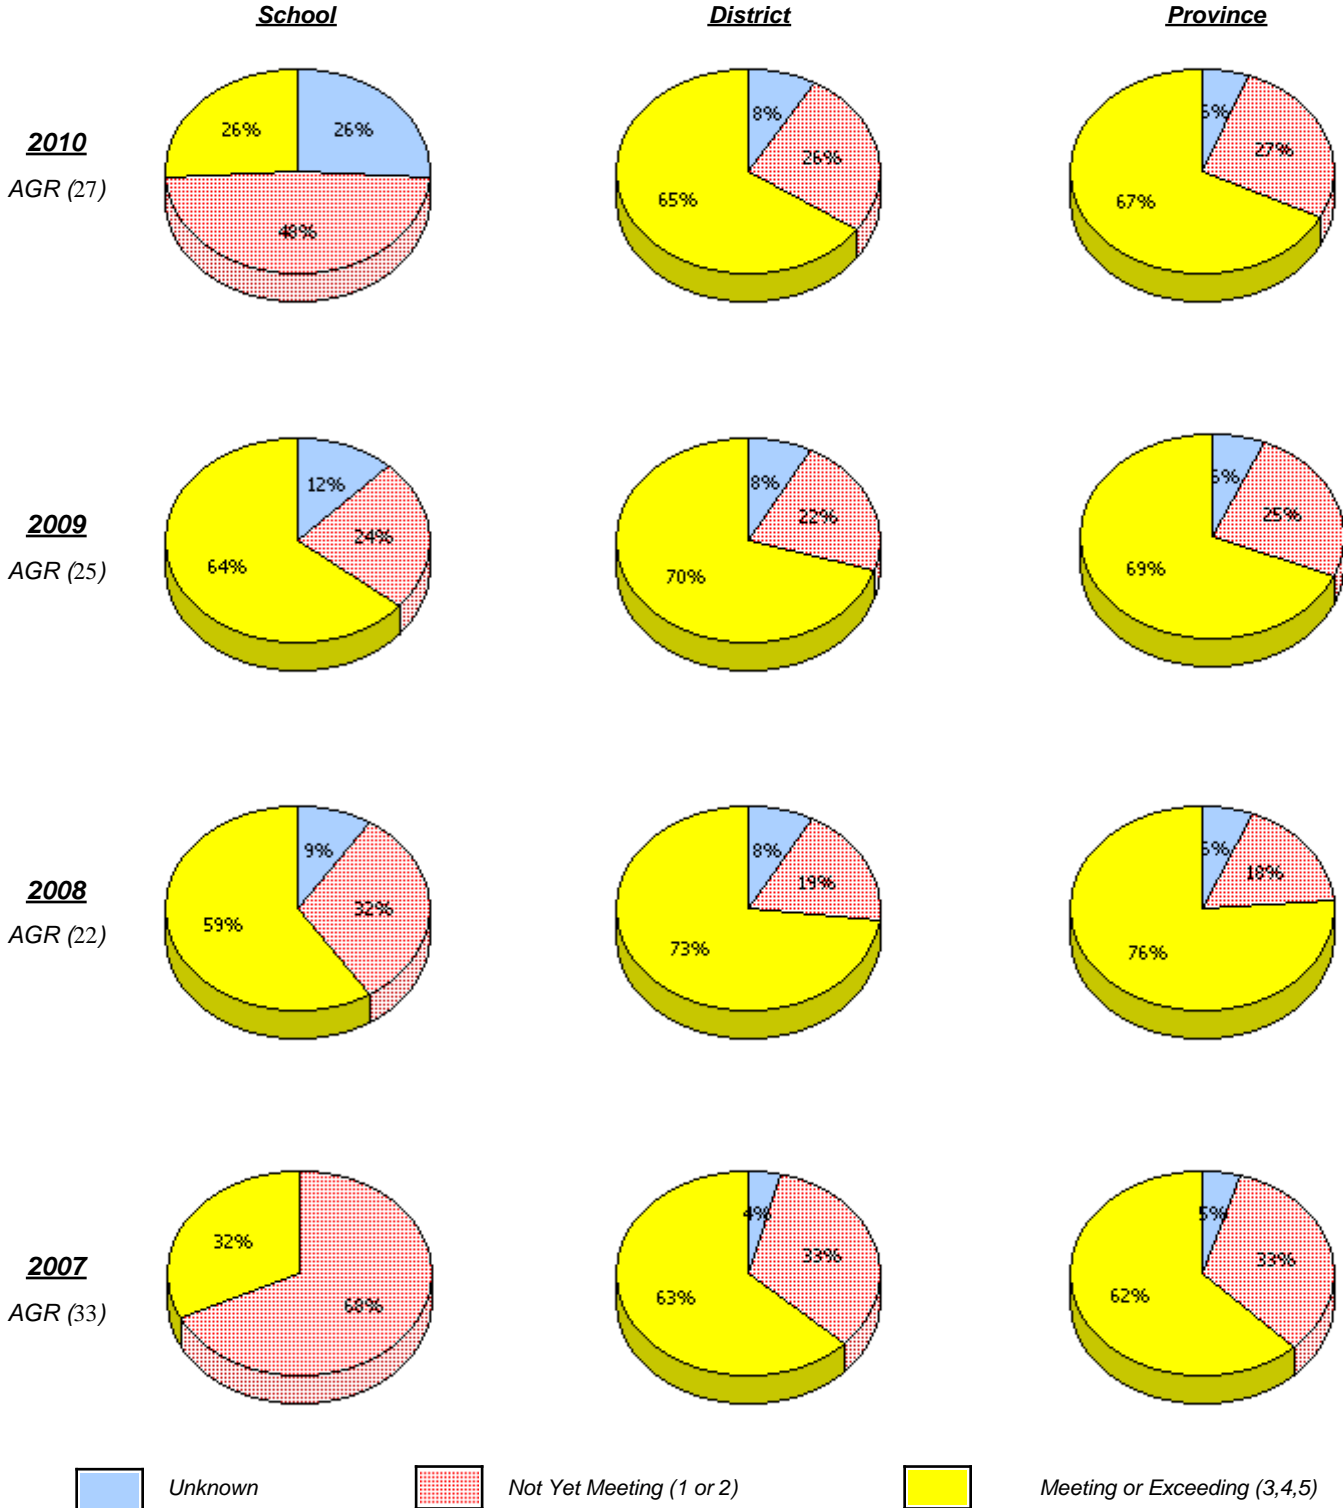 School District Province
2010
AGR (27)
26% 26% 48%
8% 26% 65%
27% 67%
2009
AGR (25)
12% 24% 64%
8% 22% 70%
25% 69%
2008
AGR (22)
9% 32% 59%
8% 19% 73%
18% 76%
2007
AGR (33)
32% 68%
4% 33% 63%
5% 33% 62%
Unknown Not Yet Meeting (1 or 2) Meeting or Exceeding (3,4,5)